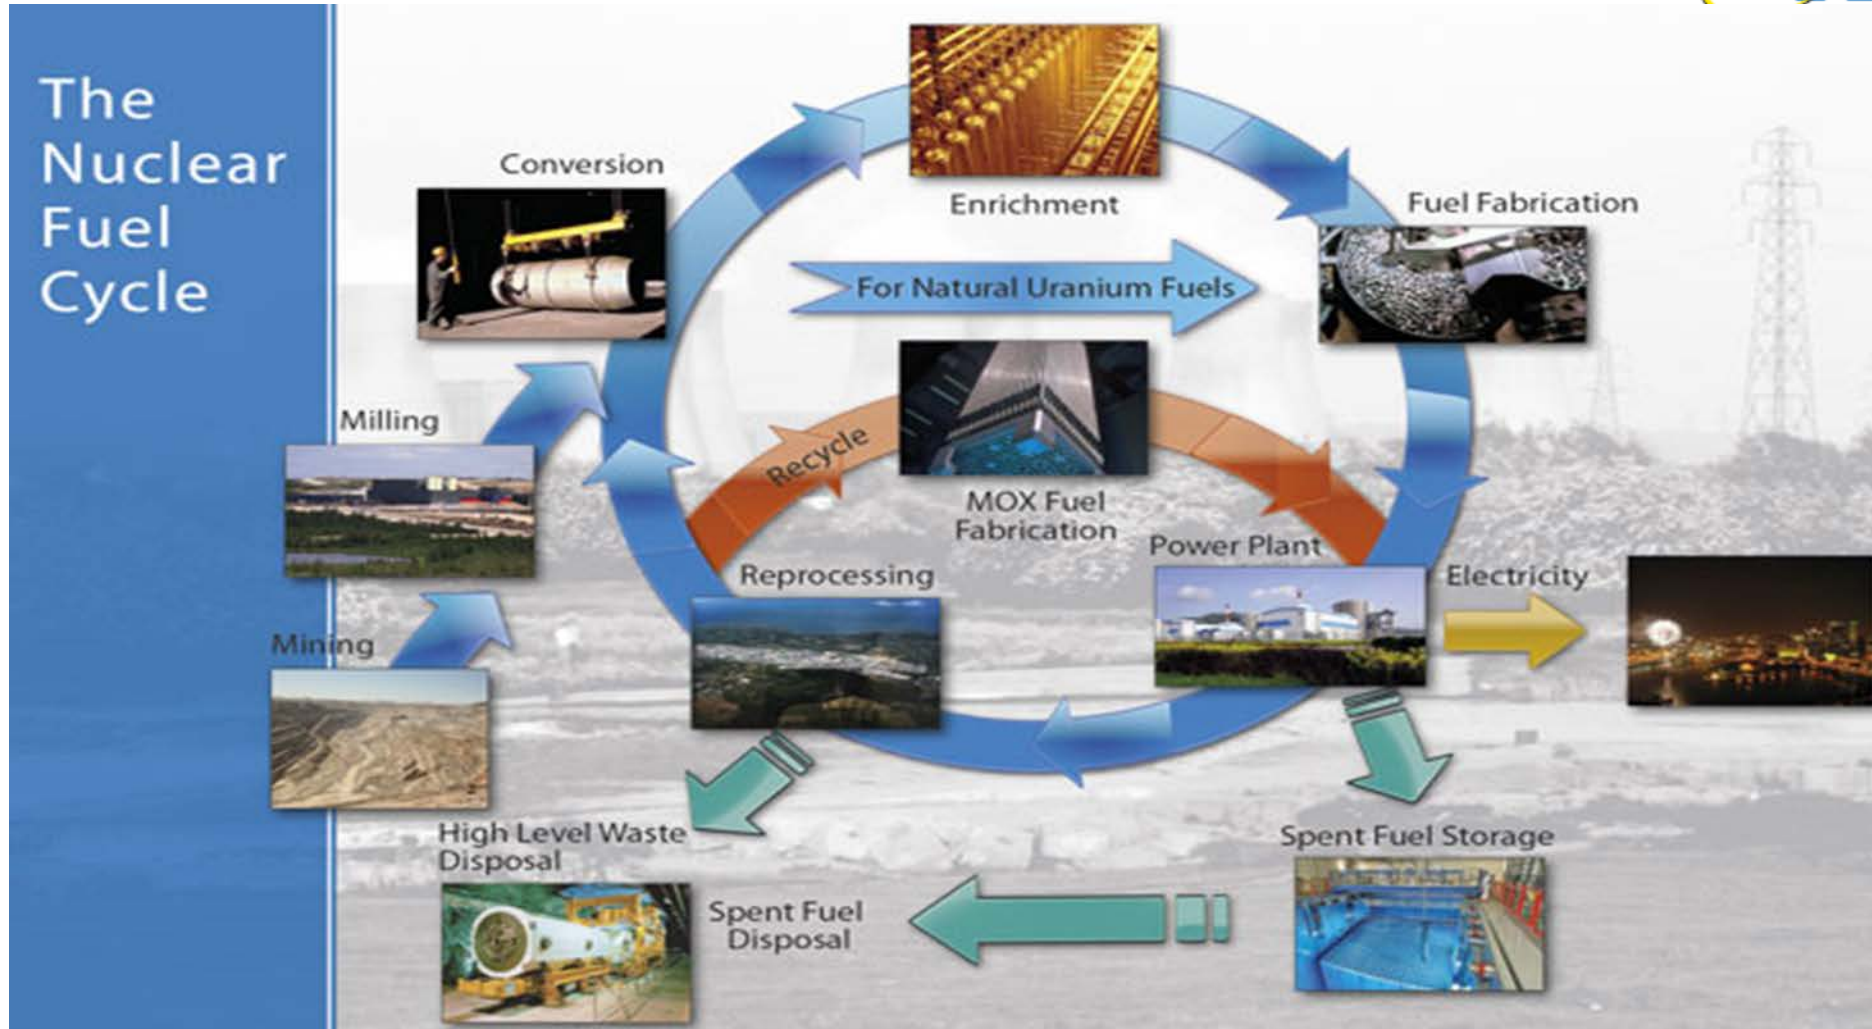 The
Nuclear
Fuel
Cycle
Conversion
Enrichment
Fuel Fabrication
For Natural Uranium Fuels
Milling
Recycle
MOX Fuel
Fabrication
Power Plant
Reprocessing
Electricity
Mining
High Level Waste
Disposal
Spent Fuel Storage
Spent Fuel
Disposal